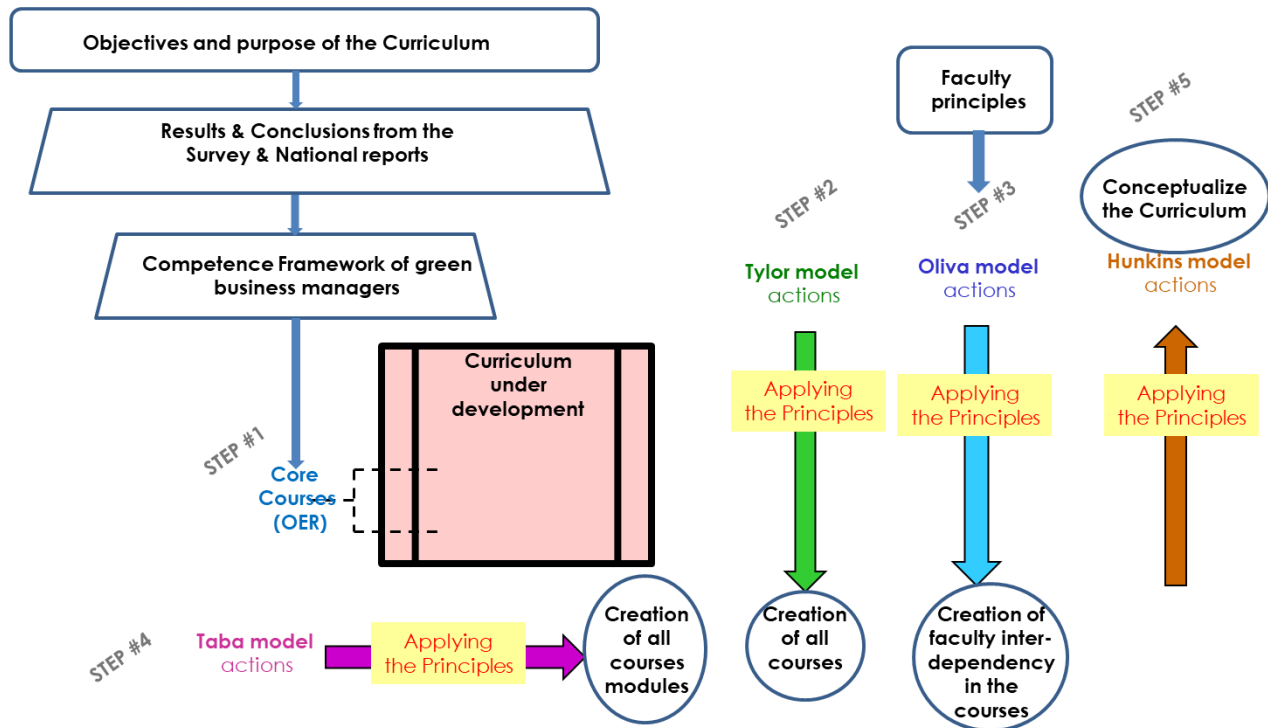 Objectives and purpose of the Curriculum
Results & Conclusions from the
Survey & National reports
Competence Framework of green
business managers
STEP #1
Core
Courses
(OER)
Curriculum
under
development
STEP #2
Tylor model
actions
Applying
the Principles
Creation
of all
courses
Faculty
principles
STEP #3
Oliva model
actions
Applying
the Principles
Creation of
faculty inter-
dependency
in the
courses
STEP #4
Taba model
actions
Applying
the Principles
Creation
of all
courses
modules
STEP #5
Conceptualize
the Curriculum
Hunkins model
actions
Applying
the Principles